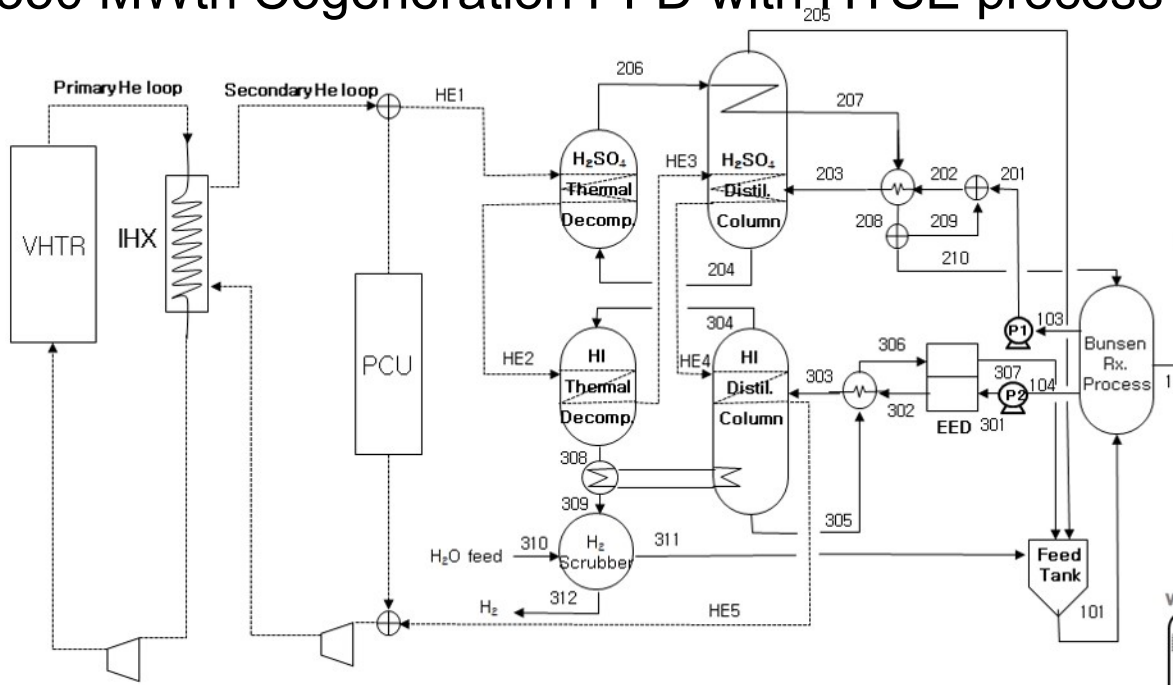 MWth Cogeneration PFD with HTSE process
205
Primary He loop
Secondary He loop
HE1
206
207
VHTR
IHX
H₂SO₄
Thermal
Decomp.
HE3
H₂SO₄
Distil.
Column
203
202
201
208
209
210
204
PCU
HE2
HI
Thermal
Decomp.
304
HE4
HI
Distil.
Column
303
306
302
EED
301
307
P1
103
P2
104
Bunsen
Rx.
Process
308
309
305
H₂O feed
310
H₂
Scrubber
311
Feed
Tank
H₂
312
HE5
101